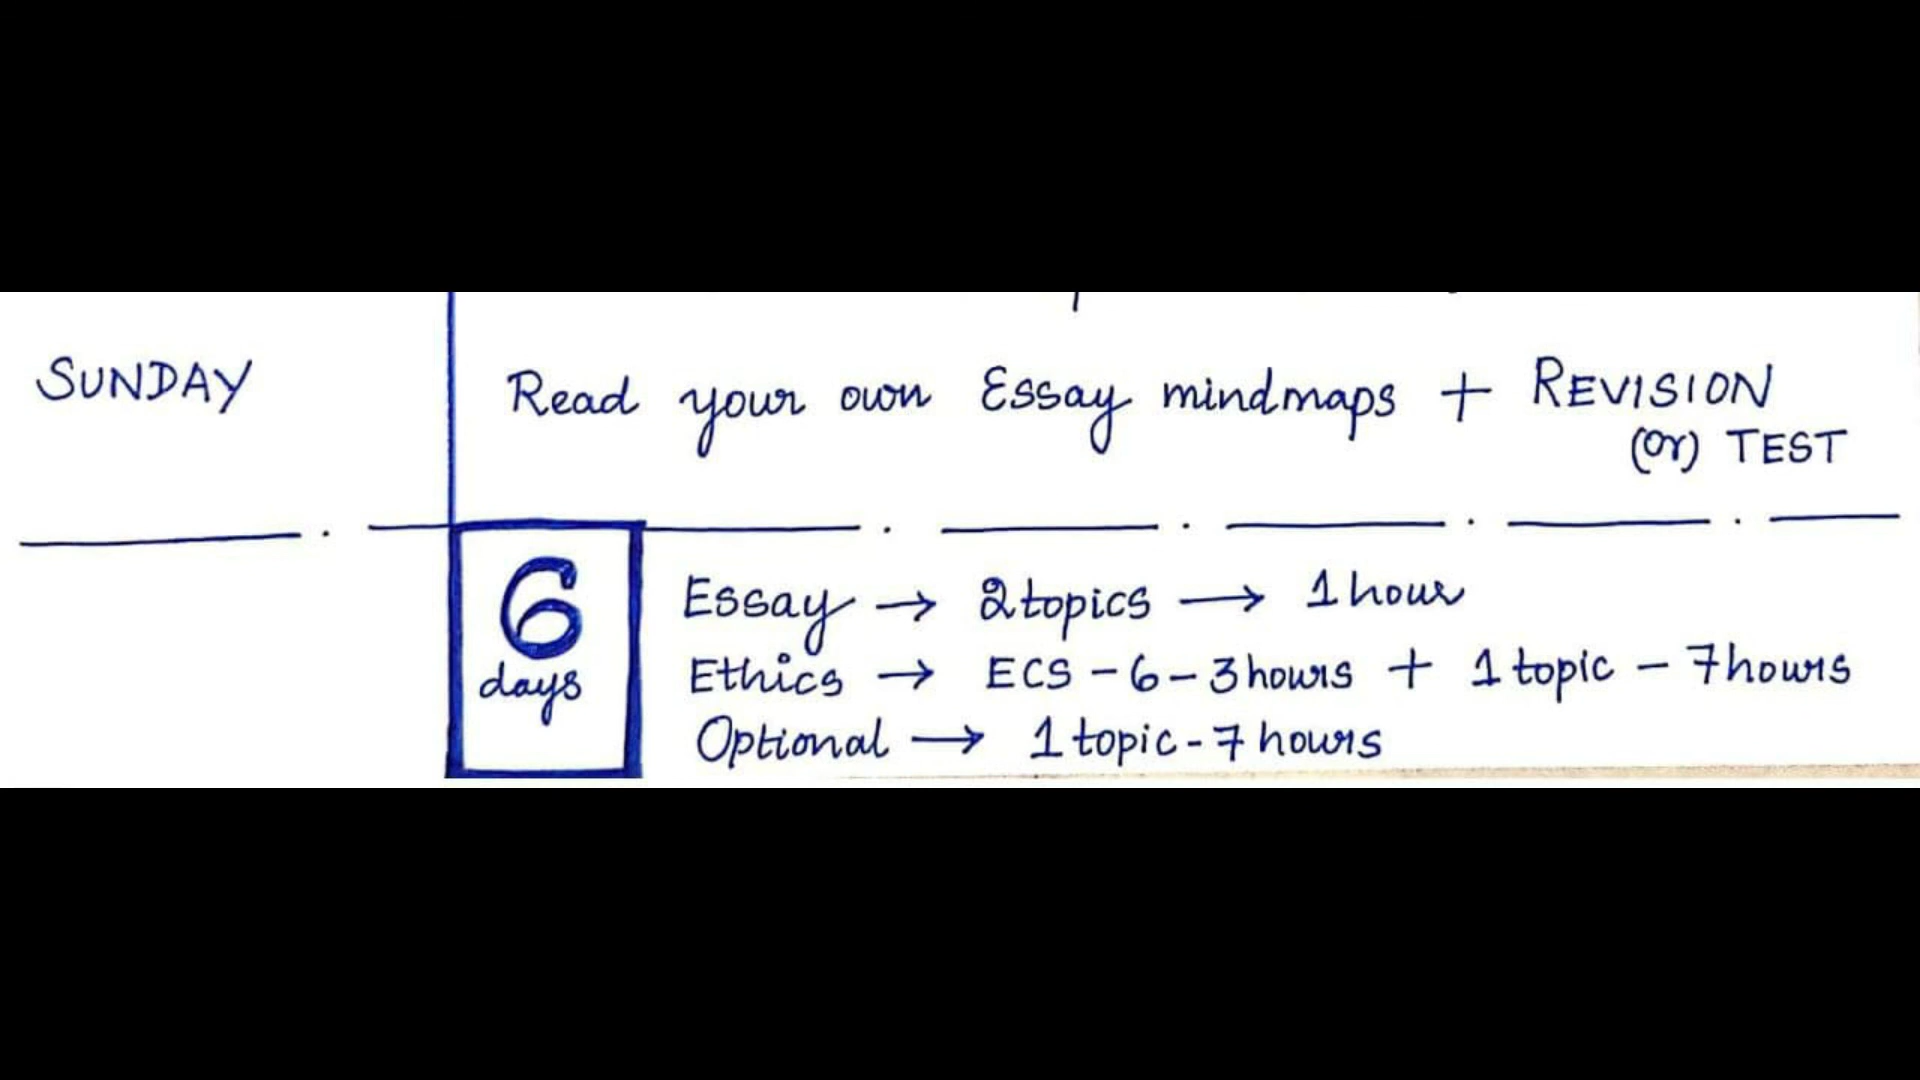 SUNDAY
Read your own Essay mindmaps + REVISION
(or) TEST
6
days
Essay → 2 topics → 1 hour
Ethics → ECS - 6 - 3 hours + 1 topic - 7 hours
Optional → 1 topic - 7 hours